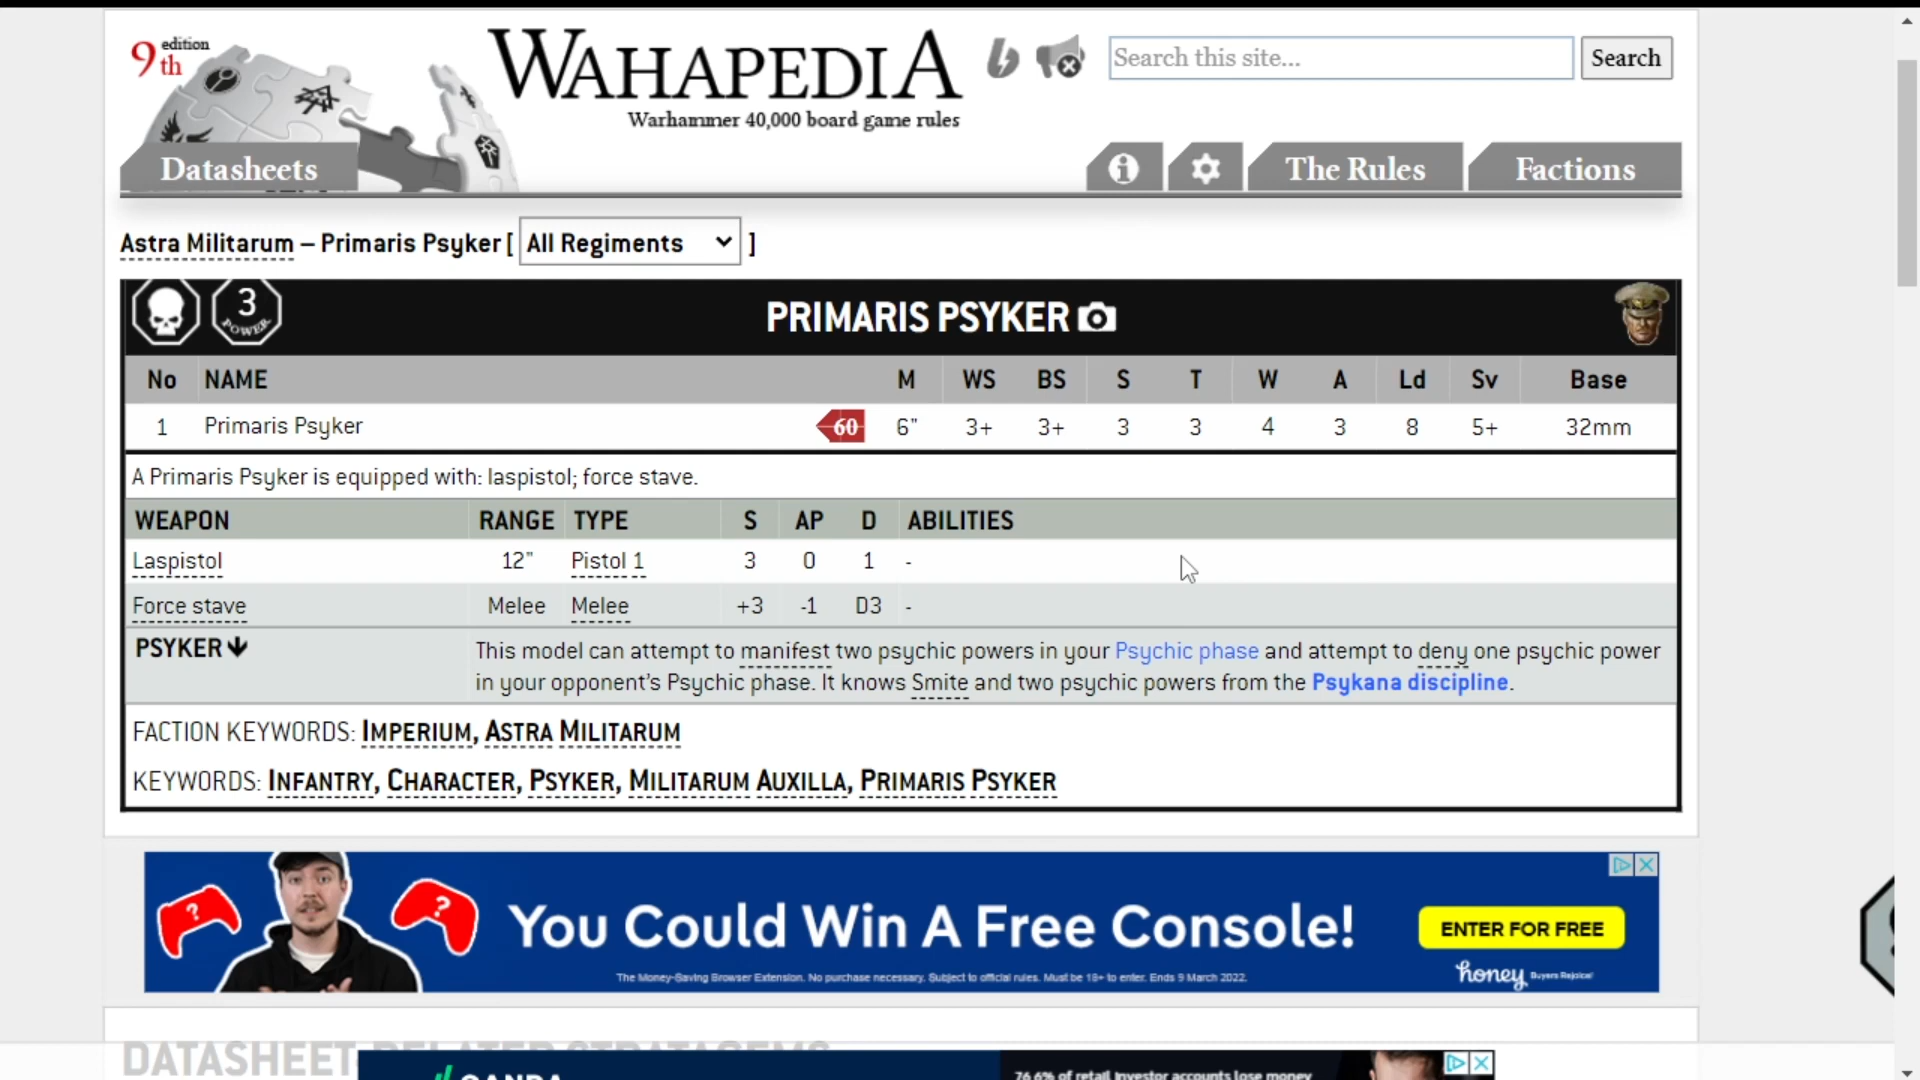 9th edition
WAHAPEDIA
Warhammer 40,000 board game rules
Search this site...
Search
Datasheets
The Rules
Factions
Astra Militarum – Primaris Psyker [ All Regiments ]
3 POWER
PRIMARIS PSYKER
No NAME M WS BS S T W A Ld Sv Base
1 Primaris Psyker 60 6" 3+ 3+ 3 3 4 3 8 5+ 32mm
A Primaris Psyker is equipped with: laspistol; force stave.
WEAPON RANGE TYPE S AP D ABILITIES
Laspistol 12" Pistol 1 3 0 1 -
Force stave Melee Melee +3 -1 D3 -
PSYKER This model can attempt to manifest two psychic powers in your Psychic phase and attempt to deny one psychic power
in your opponent's Psychic phase. It knows Smite and two psychic powers from the Psykana discipline.
FACTION KEYWORDS: IMPERIUM, ASTRA MILITARUM
KEYWORDS: INFANTRY, CHARACTER, PSYKER, MILITARUM AUXILLA, PRIMARIS PSYKER
You Could Win A Free Console!
The Money-Saving Browser Extension. No purchase necessary. Subject to official rules. Must be 18+ to enter. Ends 9 March 2022.
ENTER FOR FREE
honey Buyers Rejoice!
DATASHEET-RELATED STRATAGEMS
OANDA
76.6% of retail investor accounts lose money